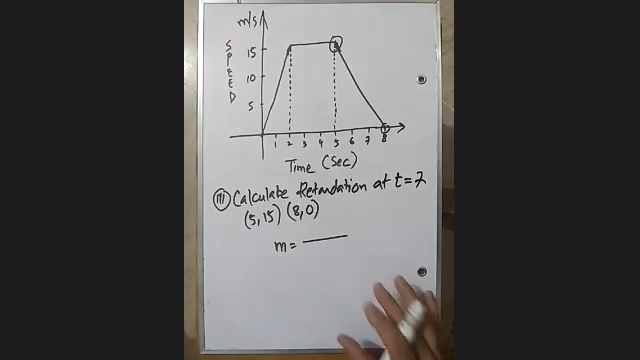 m/s
SPEED
15
10
5
1 2 3 4 5 6 7 8
Time (Sec)
(III) Calculate Retardation at t=7
(5, 15) (8, 0)
m =